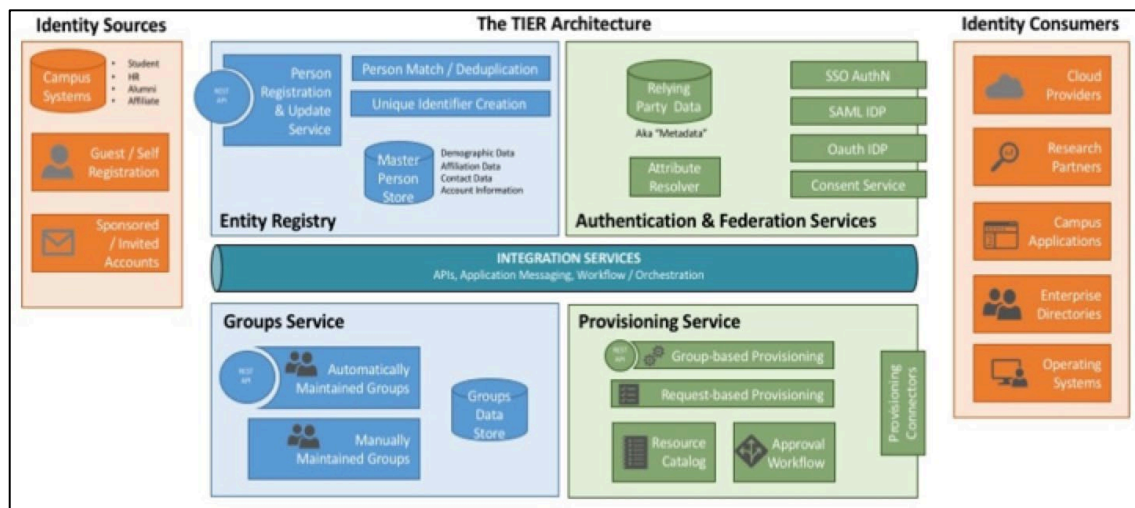 Identity Sources
Campus
Systems
• Student
• HR
• Alumni
• Affiliate
Guest / Self
Registration
Sponsored
/ Invited
Accounts
The TIER Architecture
REST
API
Person
Registration
& Update
Service
Person Match / Deduplication
Unique Identifier Creation
Master
Person
Store
Demographic Data
Affiliation Data
Contact Data
Account Information
Entity Registry
Relying
Party Data
Aka "Metadata"
Attribute
Resolver
SSO AuthN
SAML IDP
Oauth IDP
Consent Service
Authentication & Federation Services
INTEGRATION SERVICES
APIs, Application Messaging, Workflow / Orchestration
Groups Service
REST
API
Automatically
Maintained Groups
Manually
Maintained Groups
Groups
Data
Store
Provisioning Service
REST
API
Group-based Provisioning
Request-based Provisioning
Resource
Catalog
Approval
Workflow
Provisioning
Connectors
Identity Consumers
Cloud
Providers
Research
Partners
Campus
Applications
Enterprise
Directories
Operating
Systems